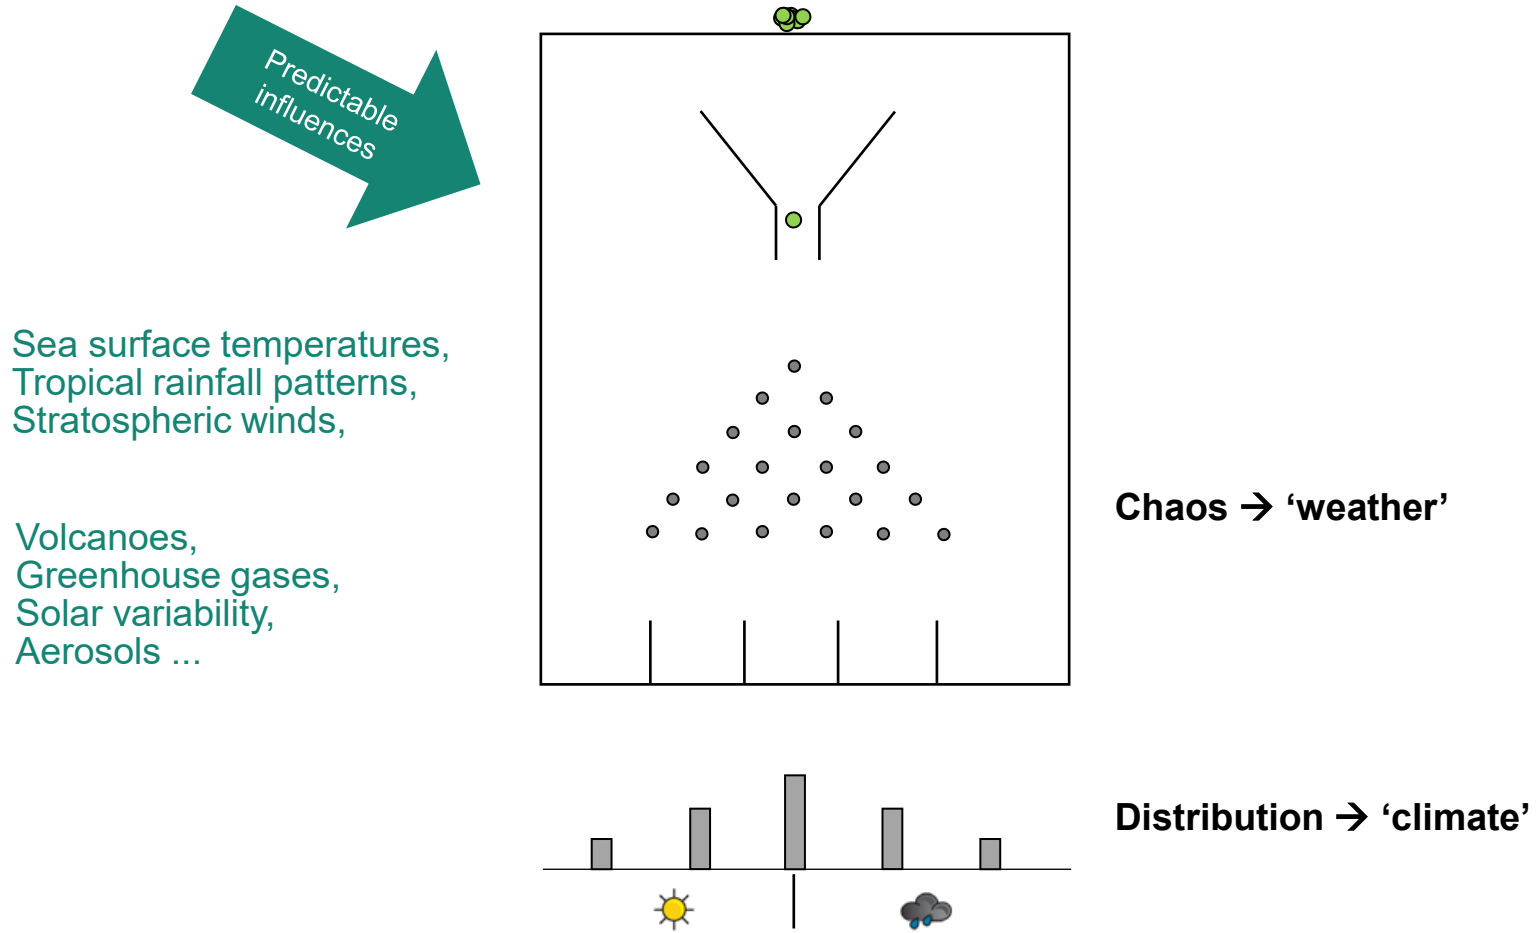 Predictable
influences
Sea surface temperatures,
Tropical rainfall patterns,
Stratospheric winds,
Volcanoes,
Greenhouse gases,
Solar variability,
Aerosols ...
Chaos → ‘weather’
Distribution → ‘climate’